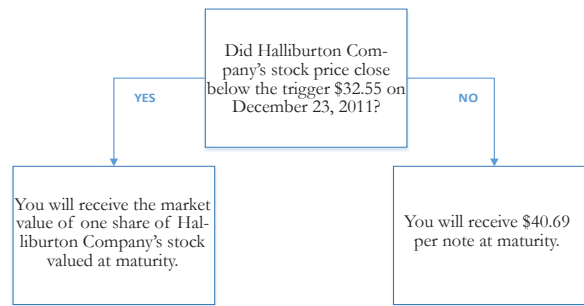 Did Halliburton Com-
pany's stock price close
below the trigger $32.55 on
December 23, 2011?
YES
NO
You will receive the market
value of one share of Hal-
liburton Company's stock
valued at maturity.
You will receive $40.69
per note at maturity.